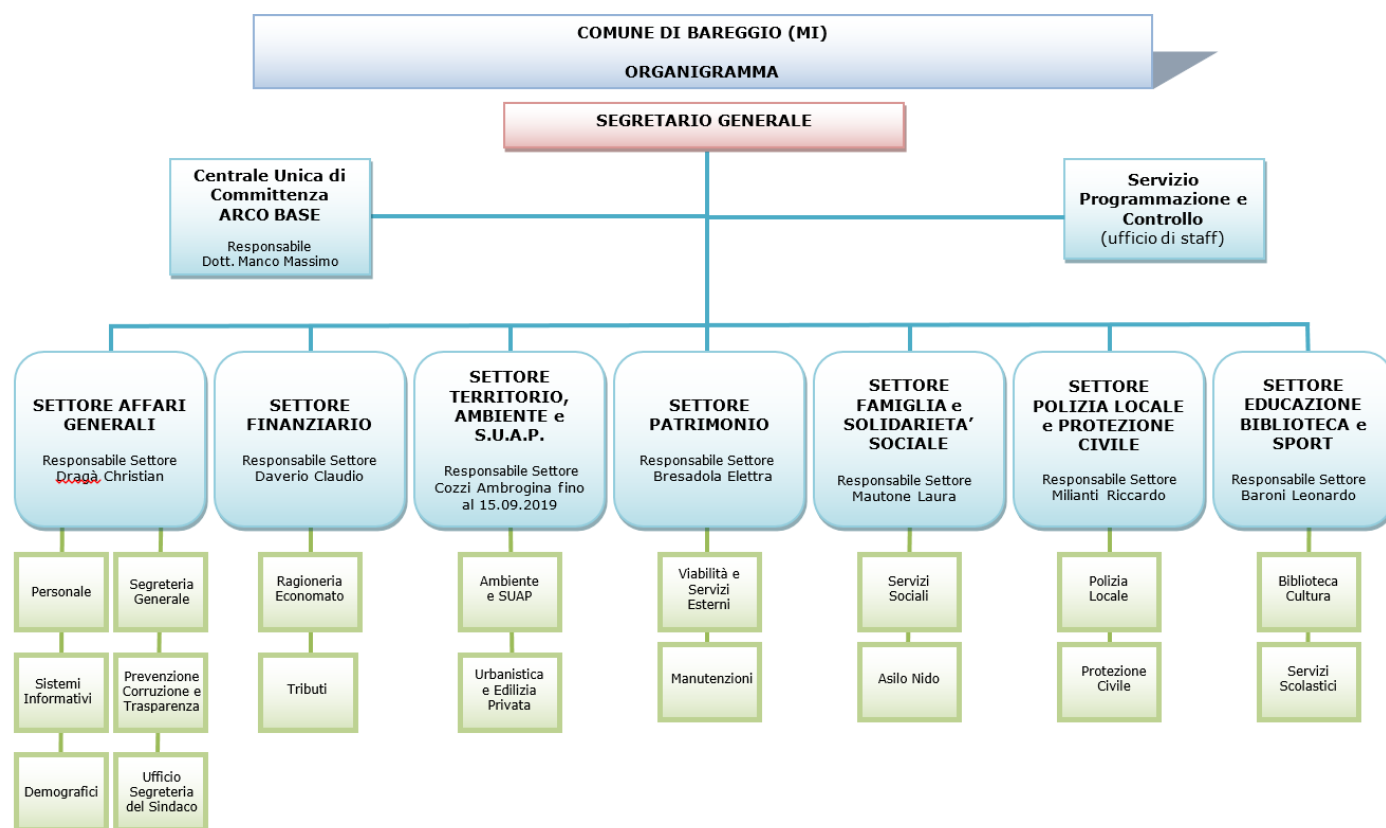 COMUNE DI BAREGGIO (MI)
ORGANIGRAMMA
SEGRETARIO GENERALE
Centrale Unica di
Committenza
ARCO BASE
Responsabile
Dott. Manco Massimo
Servizio
Programmazione e
Controllo
(ufficio di staff)
SETTORE AFFARI
GENERALI
Responsabile Settore
Dragà Christian
SETTORE
FINANZIARIO
Responsabile Settore
Daverio Claudio
SETTORE
TERRITORIO,
AMBIENTE e
S.U.A.P.
Responsabile Settore
Cozzi Ambrogina fino
al 15.09.2019
SETTORE
PATRIMONIO
Responsabile Settore
Bresadola Elettra
SETTORE
FAMIGLIA e
SOLIDARIETA’
SOCIALE
Responsabile Settore
Mautone Laura
SETTORE
POLIZIA LOCALE
e PROTEZIONE
CIVILE
Responsabile Settore
Milianti Riccardo
SETTORE
EDUCAZIONE
BIBLIOTECA e
SPORT
Responsabile Settore
Baroni Leonardo
Personale
Segreteria
Generale
Ragioneria
Economato
Ambiente
e SUAP
Viabilità e
Servizi
Esterni
Servizi
Sociali
Polizia
Locale
Biblioteca
Cultura
Sistemi
Informativi
Prevenzione
Corruzione e
Trasparenza
Tributi
Urbanistica
e Edilizia
Privata
Manutenzioni
Asilo Nido
Protezione
Civile
Servizi
Scolastici
Demografici
Ufficio
Segreteria
del Sindaco